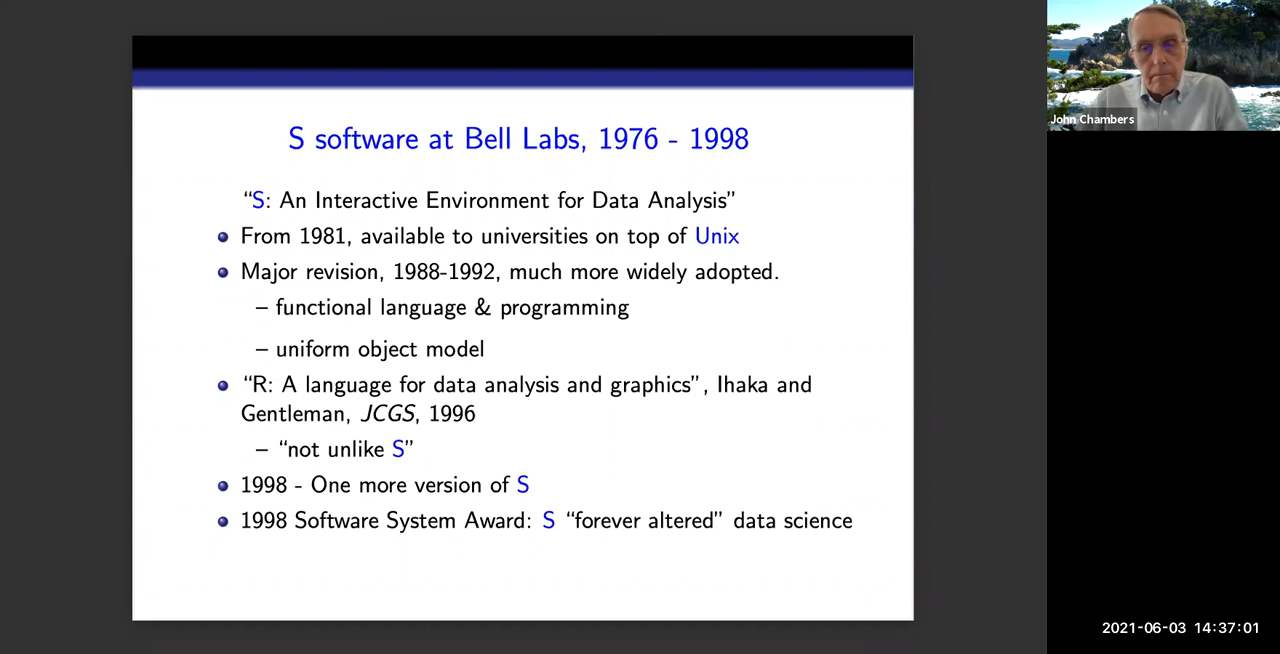 S software at Bell Labs, 1976 - 1998
“S: An Interactive Environment for Data Analysis”
From 1981, available to universities on top of Unix
Major revision, 1988-1992, much more widely adopted.
– functional language & programming
– uniform object model
“R: A language for data analysis and graphics”, Ihaka and
Gentleman, JCGS, 1996
– “not unlike S”
1998 - One more version of S
1998 Software System Award: S “forever altered” data science
John Chambers
2021-06-03 14:37:01